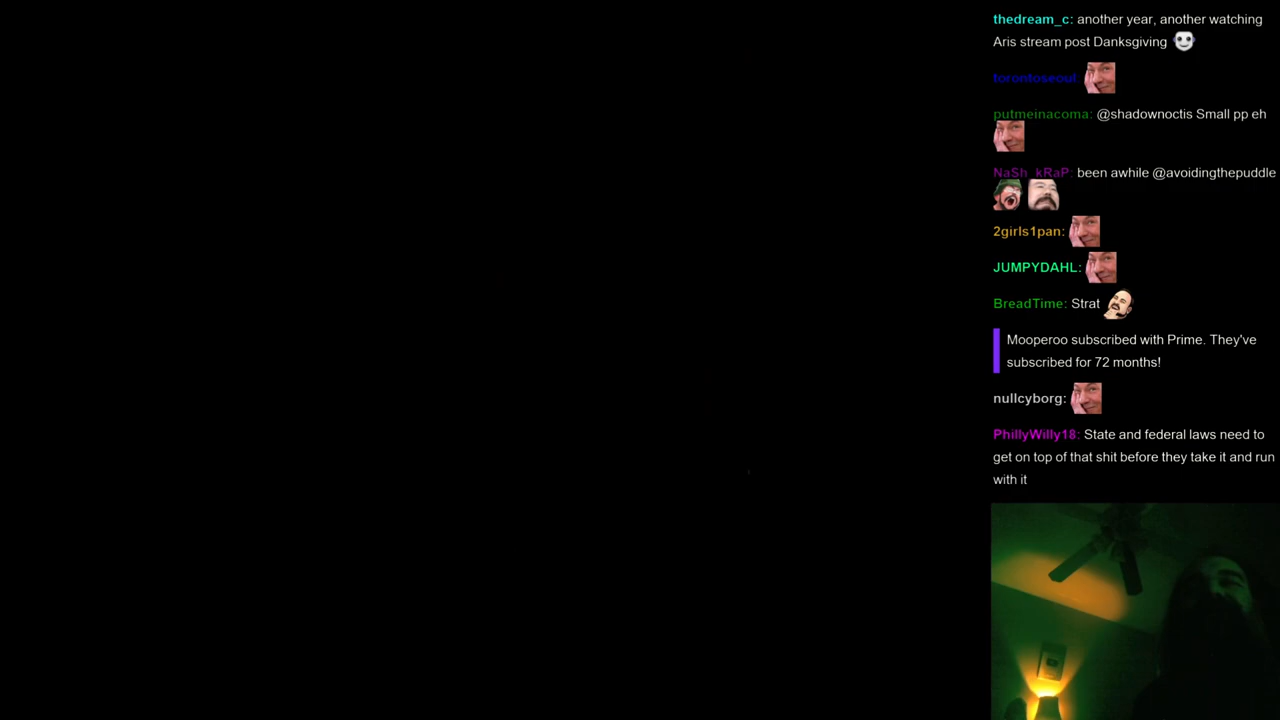 thedream_c: another year, another watching
Aris stream post Danksgiving
forontoseoul:
putmeinacoma: @shadownoctis Small pp eh
NaSh_kRaP: been awhile @avoidingthepuddle
2girls1pan:
JUMPYDAHL:
BreadTime: Strat
Mooperoo subscribed with Prime. They've
subscribed for 72 months!
nullcyborg:
PhillyWilly18: State and federal laws need to
get on top of that shit before they take it and run
with it